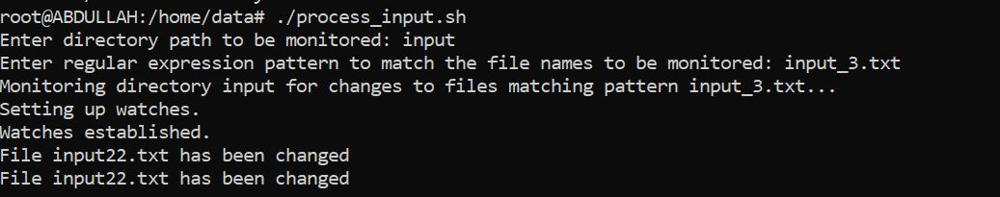 root@ABDULLAH:/home/data# ./process_input.sh
Enter directory path to be monitored: input
Enter regular expression pattern to match the file names to be monitored: input_3.txt
Monitoring directory input for changes to files matching pattern input_3.txt...
Setting up watches.
Watches established.
File input22.txt has been changed
File input22.txt has been changed